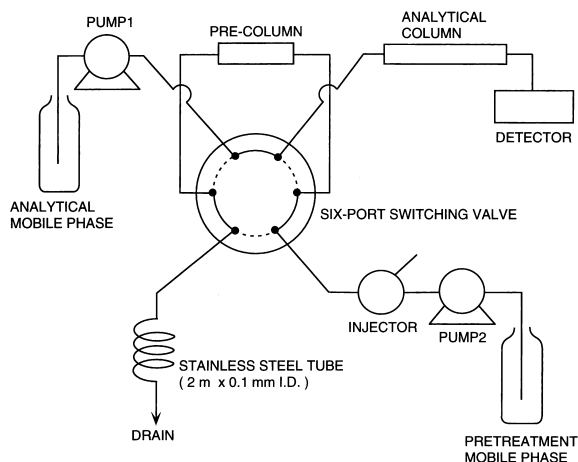 PUMP1
PRE-COLUMN
ANALYTICAL
COLUMN
DETECTOR
ANALYTICAL
MOBILE PHASE
SIX-PORT SWITCHING VALVE
INJECTOR
PUMP2
STAINLESS STEEL TUBE
( 2 m x 0.1 mm I.D. )
DRAIN
PRETREATMENT
MOBILE PHASE